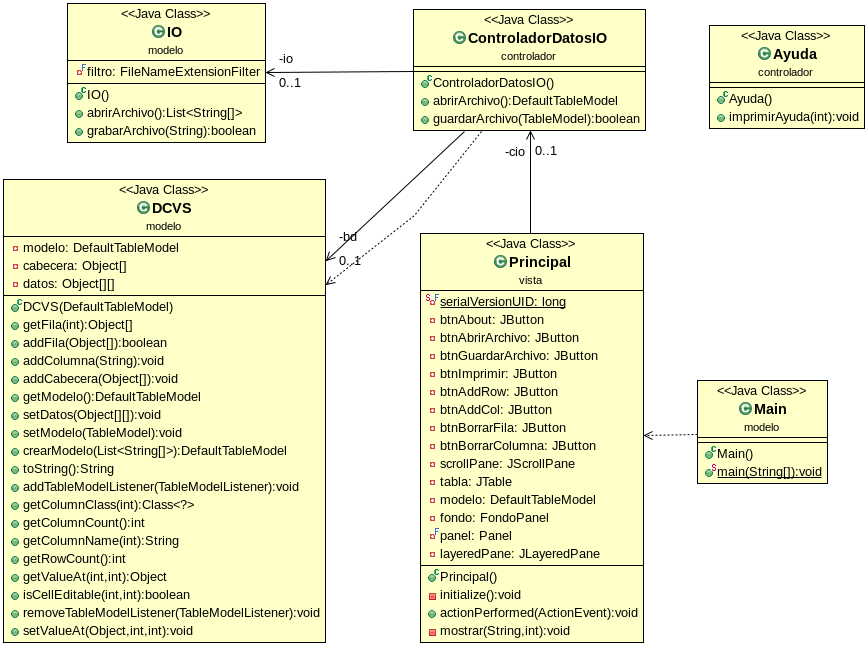 <<Java Class>>
IO
modelo
filtro: FileNameExtensionFilter
IO()
abrirArchivo():List<String[]>
grabarArchivo(String):boolean
-io
0..1
<<Java Class>>
ControladorDatosIO
controlador
ControladorDatosIO()
abrirArchivo():DefaultTableModel
guardarArchivo(TableModel):boolean
<<Java Class>>
Ayuda
controlador
Ayuda()
imprimirAyuda(int):void
-cio
0..1
-bd
0..1
<<Java Class>>
DCVS
modelo
modelo: DefaultTableModel
cabecera: Object[]
datos: Object[][]
DCVS(DefaultTableModel)
getFila(int):Object[]
addFila(Object[]):boolean
addColumna(String):void
addCabecera(Object[]):void
getModelo():DefaultTableModel
setDatos(Object[][]):void
setModelo(TableModel):void
crearModelo(List<String[]>):DefaultTableModel
toString():String
addTableModelListener(TableModelListener):void
getColumnClass(int):Class<?>
getColumnCount():int
getColumnName(int):String
getRowCount():int
getValueAt(int,int):Object
isCellEditable(int,int):boolean
removeTableModelListener(TableModelListener):void
setValueAt(Object,int,int):void
<<Java Class>>
Principal
vista
serialVersionUID: long
btnAbout: JButton
btnAbrirArchivo: JButton
btnGuardarArchivo: JButton
btnImprimir: JButton
btnAddRow: JButton
btnAddCol: JButton
btnBorrarFila: JButton
btnBorrarColumna: JButton
scrollPane: JScrollPane
tabla: JTable
modelo: DefaultTableModel
fondo: FondoPanel
panel: Panel
layeredPane: JLayeredPane
Principal()
initialize():void
actionPerformed(ActionEvent):void
mostrar(String,int):void
<<Java Class>>
Main
modelo
Main()
main(String[]):void